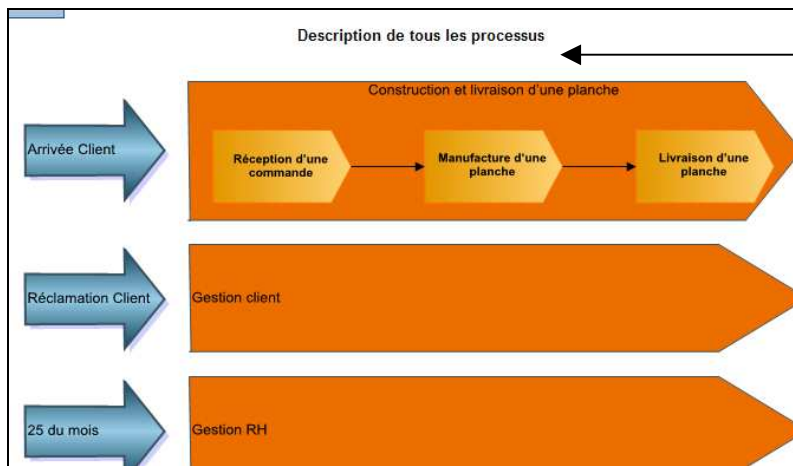 Description de tous les processus
Construction et livraison d'une planche
Arrivée Client
Réception d'une
commande
Manufacture d'une
planche
Livraison d'une
planche
Réclamation Client
Gestion client
25 du mois
Gestion RH